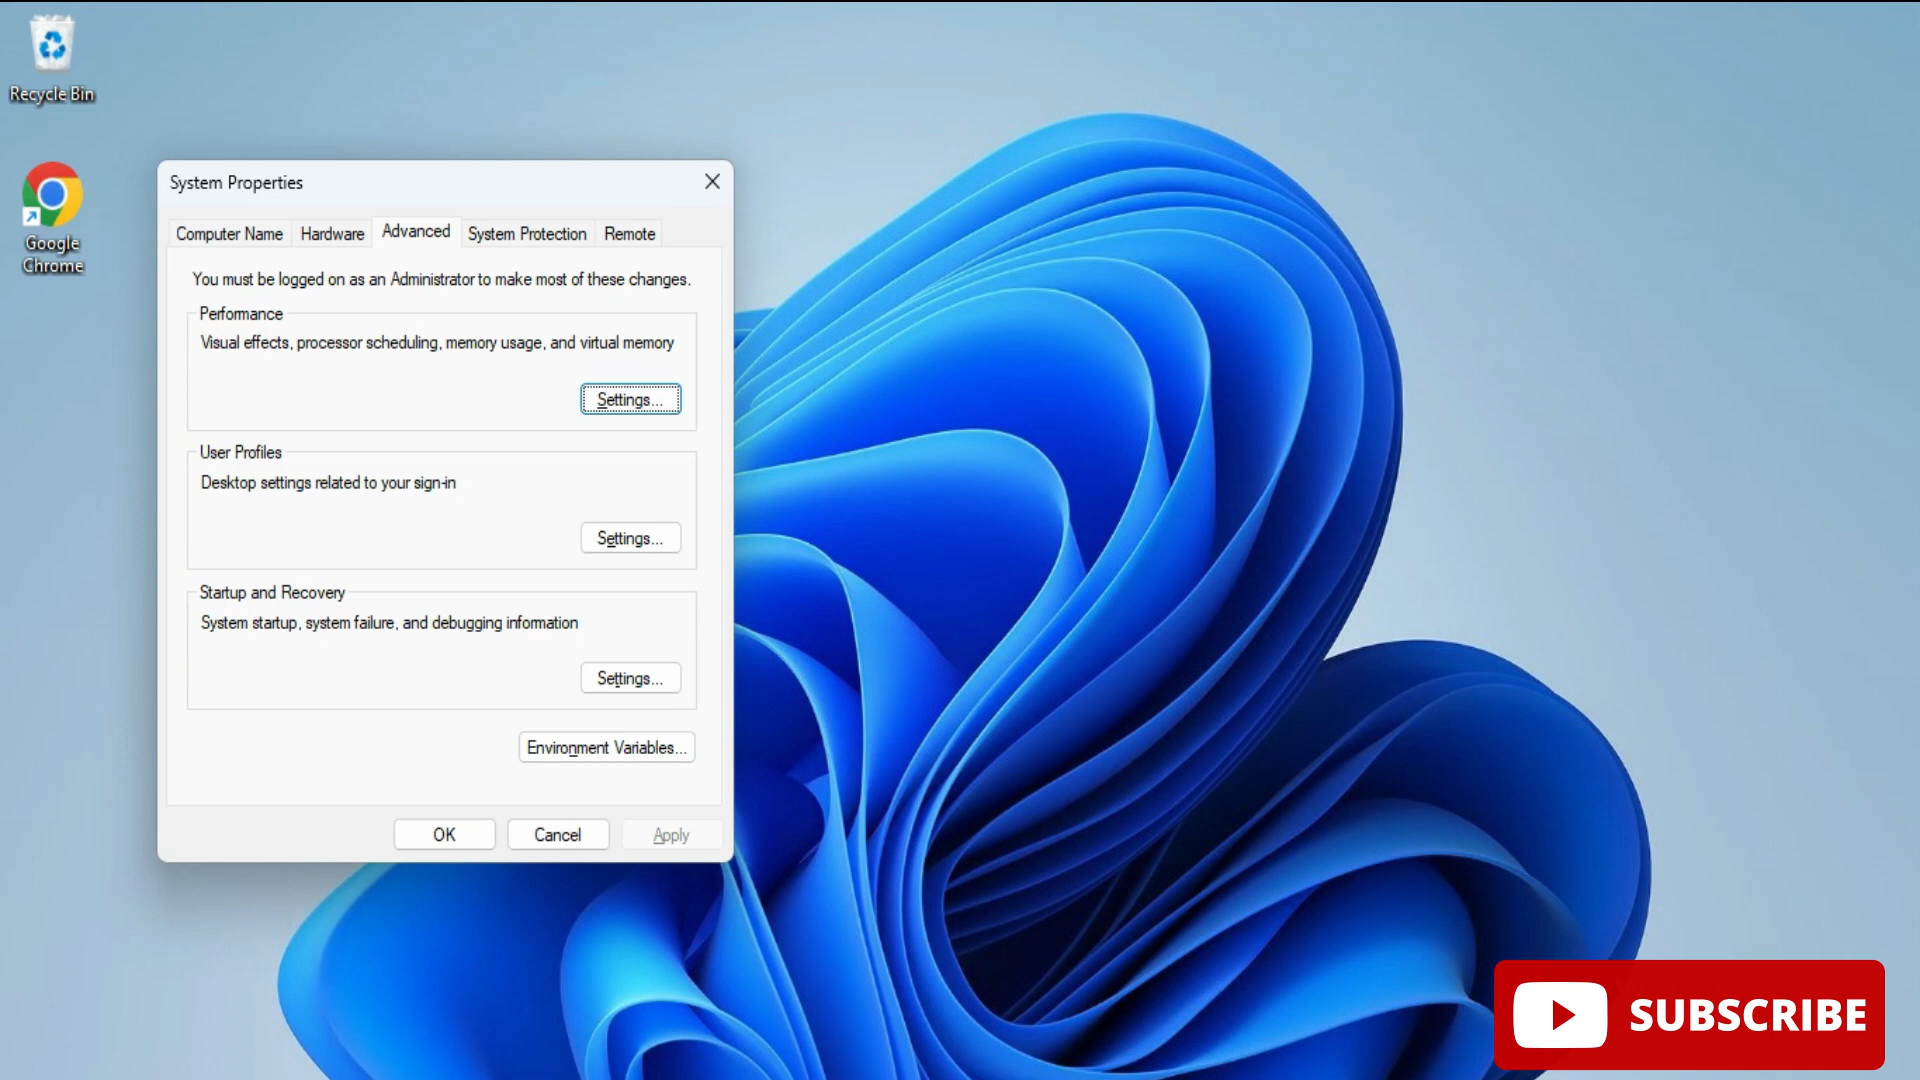 Recycle Bin
Google
Chrome
System Properties
Computer Name
Hardware
Advanced
System Protection
Remote
You must be logged on as an Administrator to make most of these changes.
Performance
Visual effects, processor scheduling, memory usage, and virtual memory
Settings...
User Profiles
Desktop settings related to your sign-in
Settings...
Startup and Recovery
System startup, system failure, and debugging information
Settings...
Environment Variables...
OK
Cancel
Apply
SUBSCRIBE